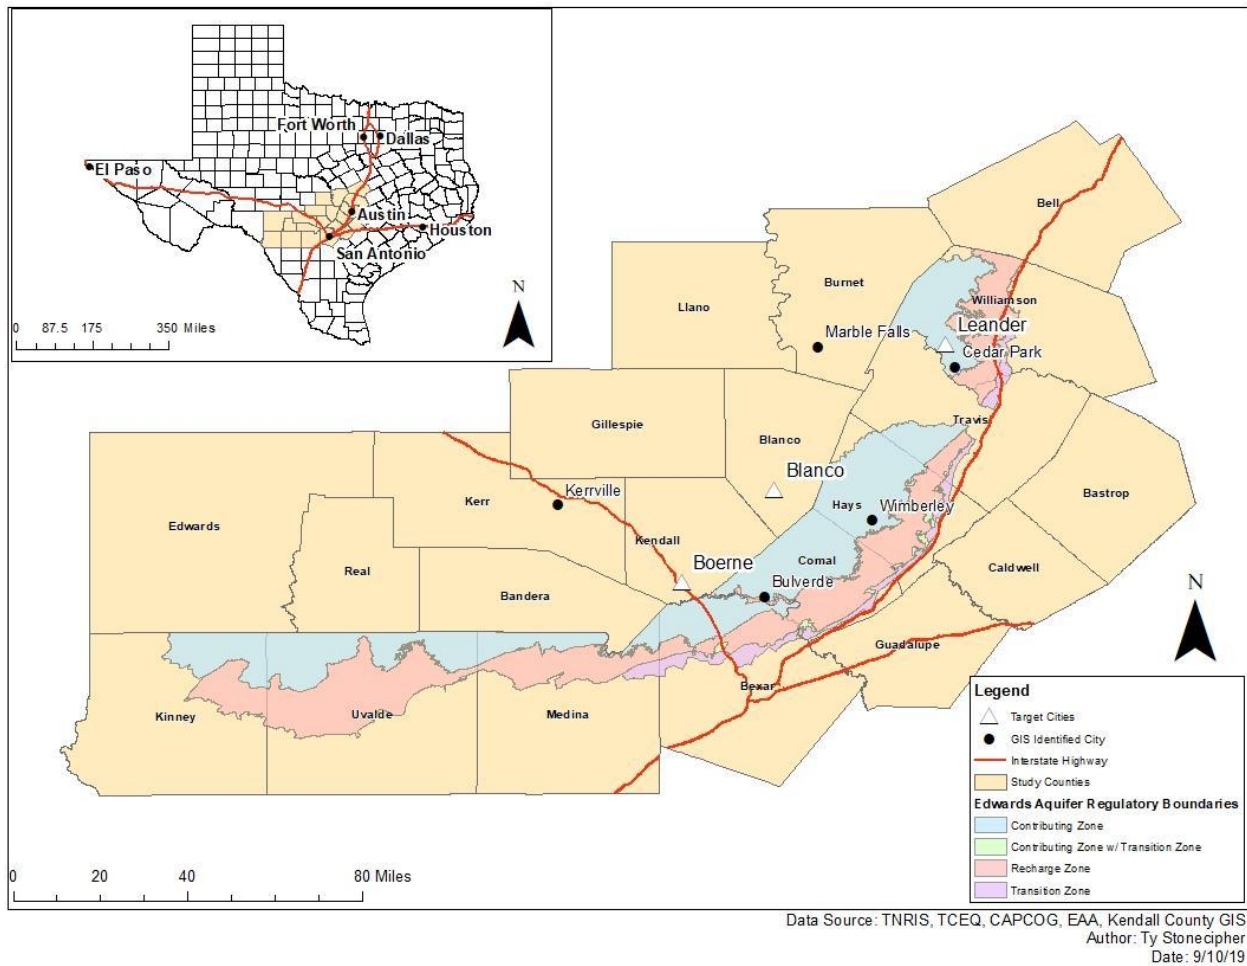 Fort Worth
Dallas
El Paso
Austin
Houston
San Antonio
N
0 87.5 175 350 Miles
Bell
Burnet
Llano
Williamson
Marble Falls
Leander
Cedar Park
Gillespie
Travis
Blanco
Blanco
Bastrop
Kerrville
Kerr
Hays
Wimberley
Edwards
Kendall
Comal
Caldwell
Boerne
Real
Bulverde
Bandera
N
Guadalupe
Bexar
Kinney
Uvalde
Medina
Legend
Target Cities
GIS Identified City
Interstate Highway
Study Counties
Edwards Aquifer Regulatory Boundaries
Contributing Zone
Contributing Zone w/ Transition Zone
Recharge Zone
Transition Zone
0 20 40 80 Miles
Data Source: TNRIS, TCEQ, CAPCOG, EAA, Kendall County GIS
Author: Ty Stonecipher
Date: 9/10/19